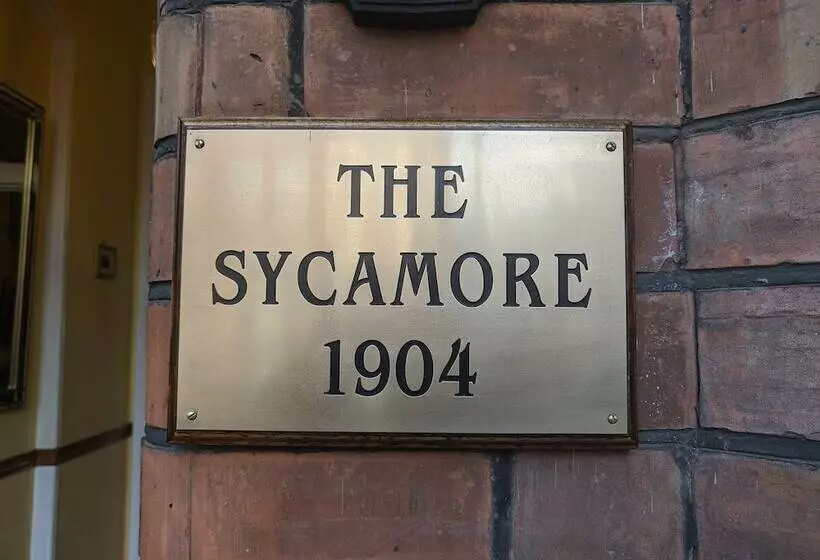 THE
SYCAMORE
1904